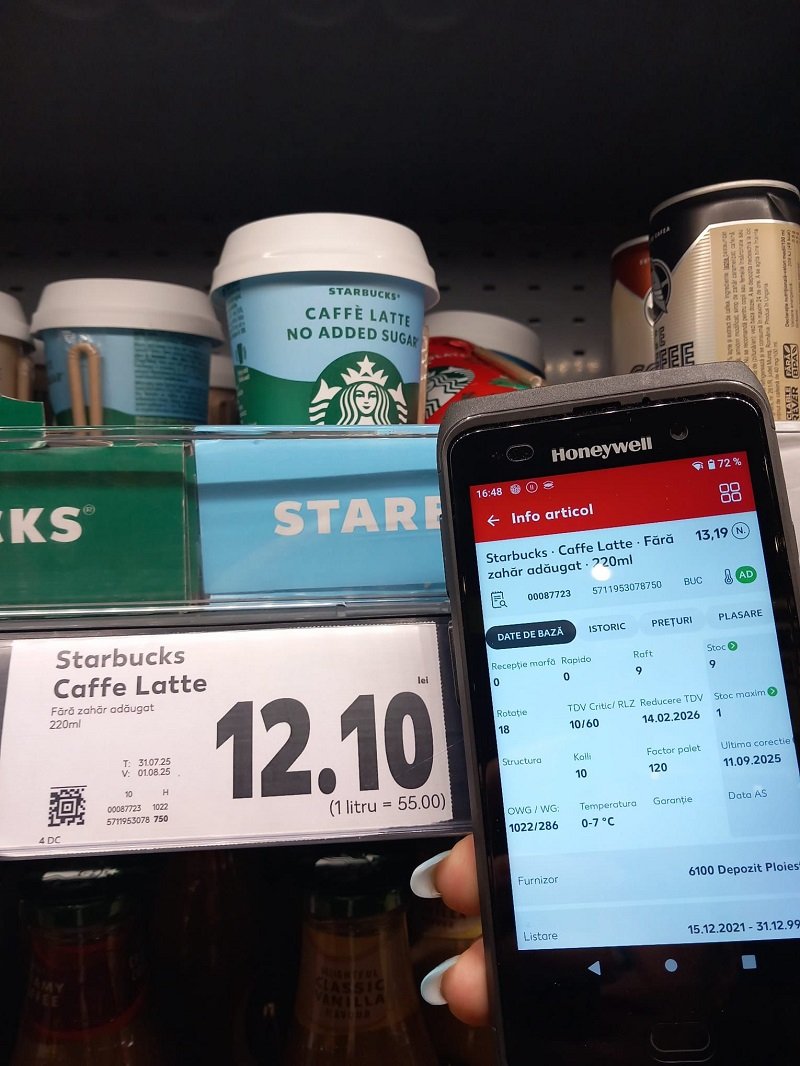 STARBUCKS®
CAFFÈ LATTE
NO ADDED SUGAR
KS®
STARB
Starbucks
Caffe Latte
Fără zahăr adăugat
220ml
lei
12.10
(1 litru = 55.00)
T: 31.07.25
V: 01.08.25
10 H
00087723 1022
5711953078 750
4 DC
CLASSIC
VANILLA
Honeywell
16:48
72 %
Info articol
Starbucks · Caffe Latte · Fără
zahăr adăugat · 220ml
13,19 N.
00087723 5711953078750 BUC AD
DATE DE BAZĂ ISTORIC PREȚURI PLASARE
Recepție marfă Rapido Raft Stoc
0 0 9 9
Rotație TDV Critic/ RLZ Reducere TDV Stoc maxim
18 10/60 14.02.2026 1
Structura Kolli Factor palet Ultima corectie
10 120 11.09.2025
OWG / WG: Temperatura Garanție Data AS
1022/286 0-7 °C
Furnizor 6100 Depozit Ploies
Listare 15.12.2021 - 31.12.99